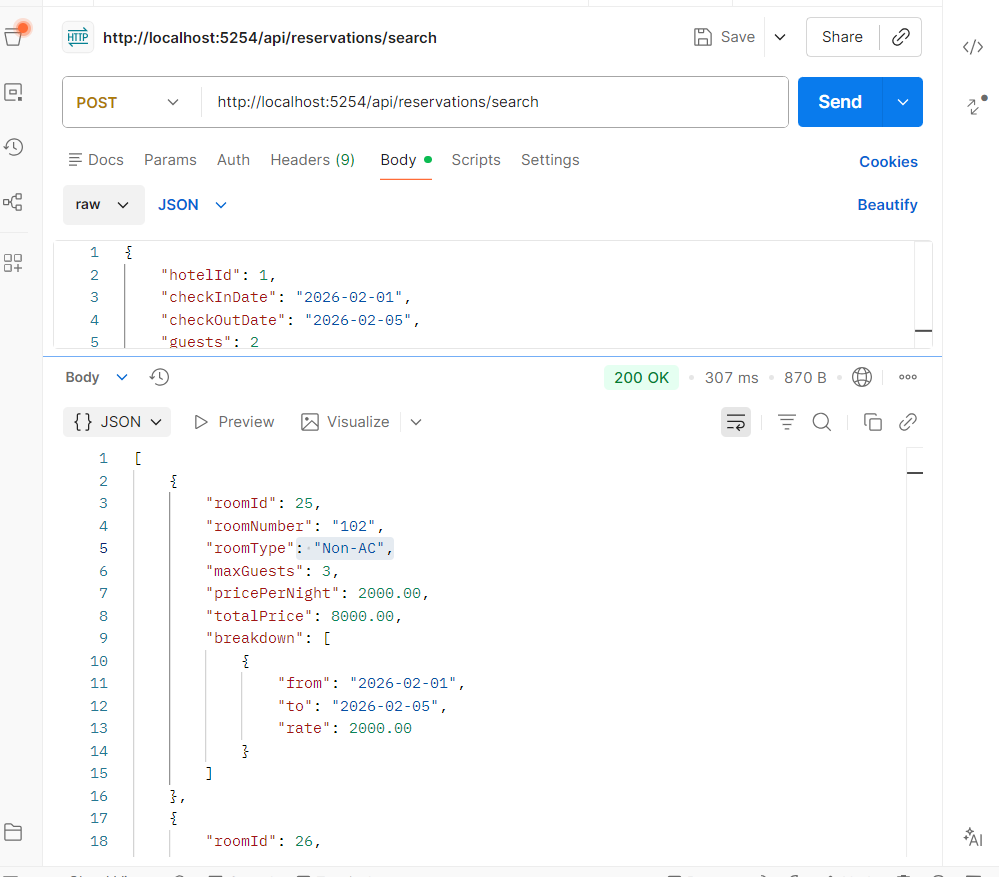 HTTP http://localhost:5254/api/reservations/search Save Share
POST http://localhost:5254/api/reservations/search Send
Docs Params Auth Headers (9) Body Scripts Settings Cookies
raw JSON Beautify
1 {
2 "hotelId": 1,
3 "checkInDate": "2026-02-01",
4 "checkOutDate": "2026-02-05",
5 "guests": 2
Body 200 OK • 307 ms • 870 B
{} JSON Preview Visualize
1 [
2 {
3 "roomId": 25,
4 "roomNumber": "102",
5 "roomType": "Non-AC",
6 "maxGuests": 3,
7 "pricePerNight": 2000.00,
8 "totalPrice": 8000.00,
9 "breakdown": [
10 {
11 "from": "2026-02-01",
12 "to": "2026-02-05",
13 "rate": 2000.00
14 }
15 ]
16 },
17 {
18 "roomId": 26,
AI